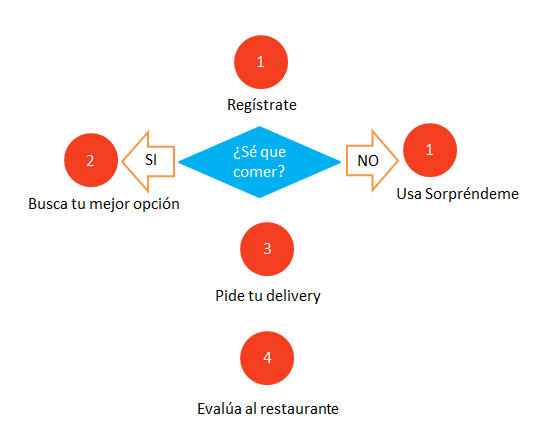 1
Regístrate
¿Sé que
comer?
SI
NO
2
Busca tu mejor opción
1
Usa Sorpréndeme
3
Pide tu delivery
4
Evalúa al restaurante